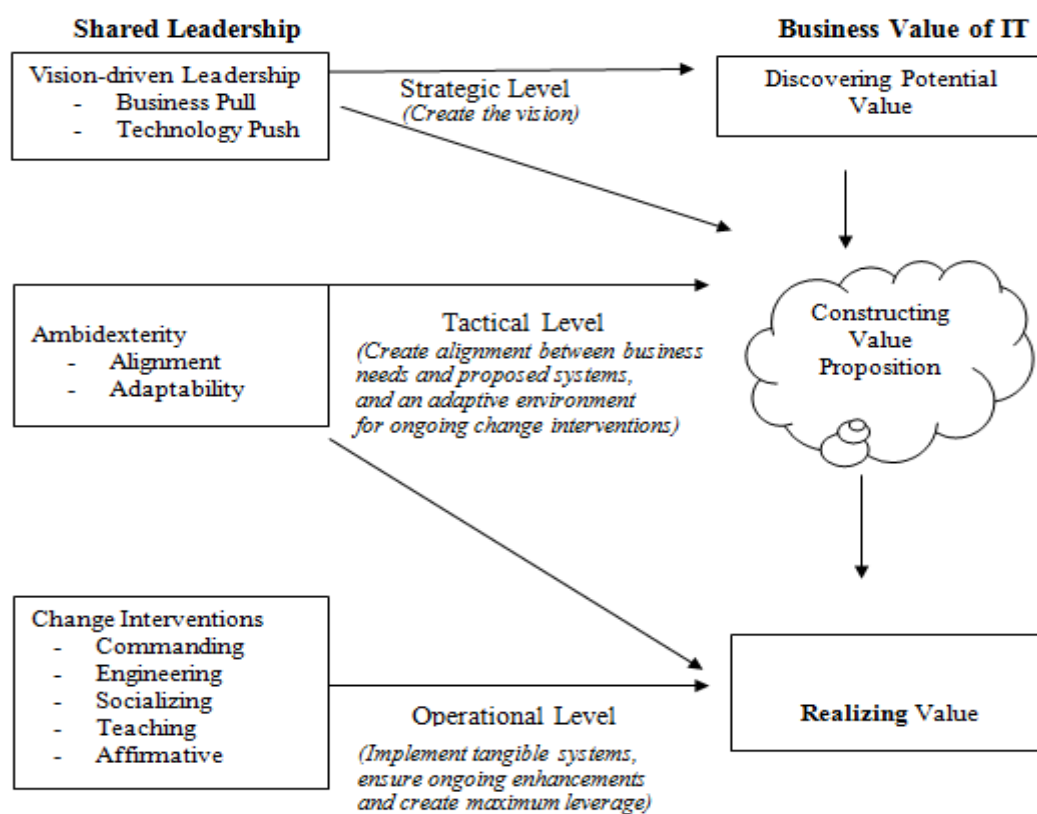 Shared Leadership
Business Value of IT
Vision-driven Leadership
- Business Pull
- Technology Push
Strategic Level
(Create the vision)
Discovering Potential
Value
Ambidexterity
- Alignment
- Adaptability
Tactical Level
(Create alignment between business
needs and proposed systems,
and an adaptive environment
for ongoing change interventions)
Constructing
Value
Proposition
Change Interventions
- Commanding
- Engineering
- Socializing
- Teaching
- Affirmative
Operational Level
(Implement tangible systems,
ensure ongoing enhancements
and create maximum leverage)
Realizing Value